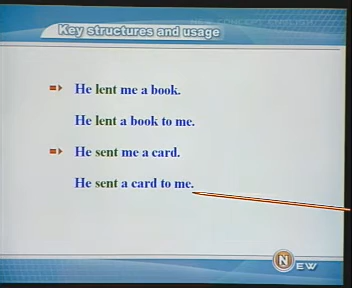 Key structures and usage
He lent me a book.
He lent a book to me.
He sent me a card.
He sent a card to me.
NEW